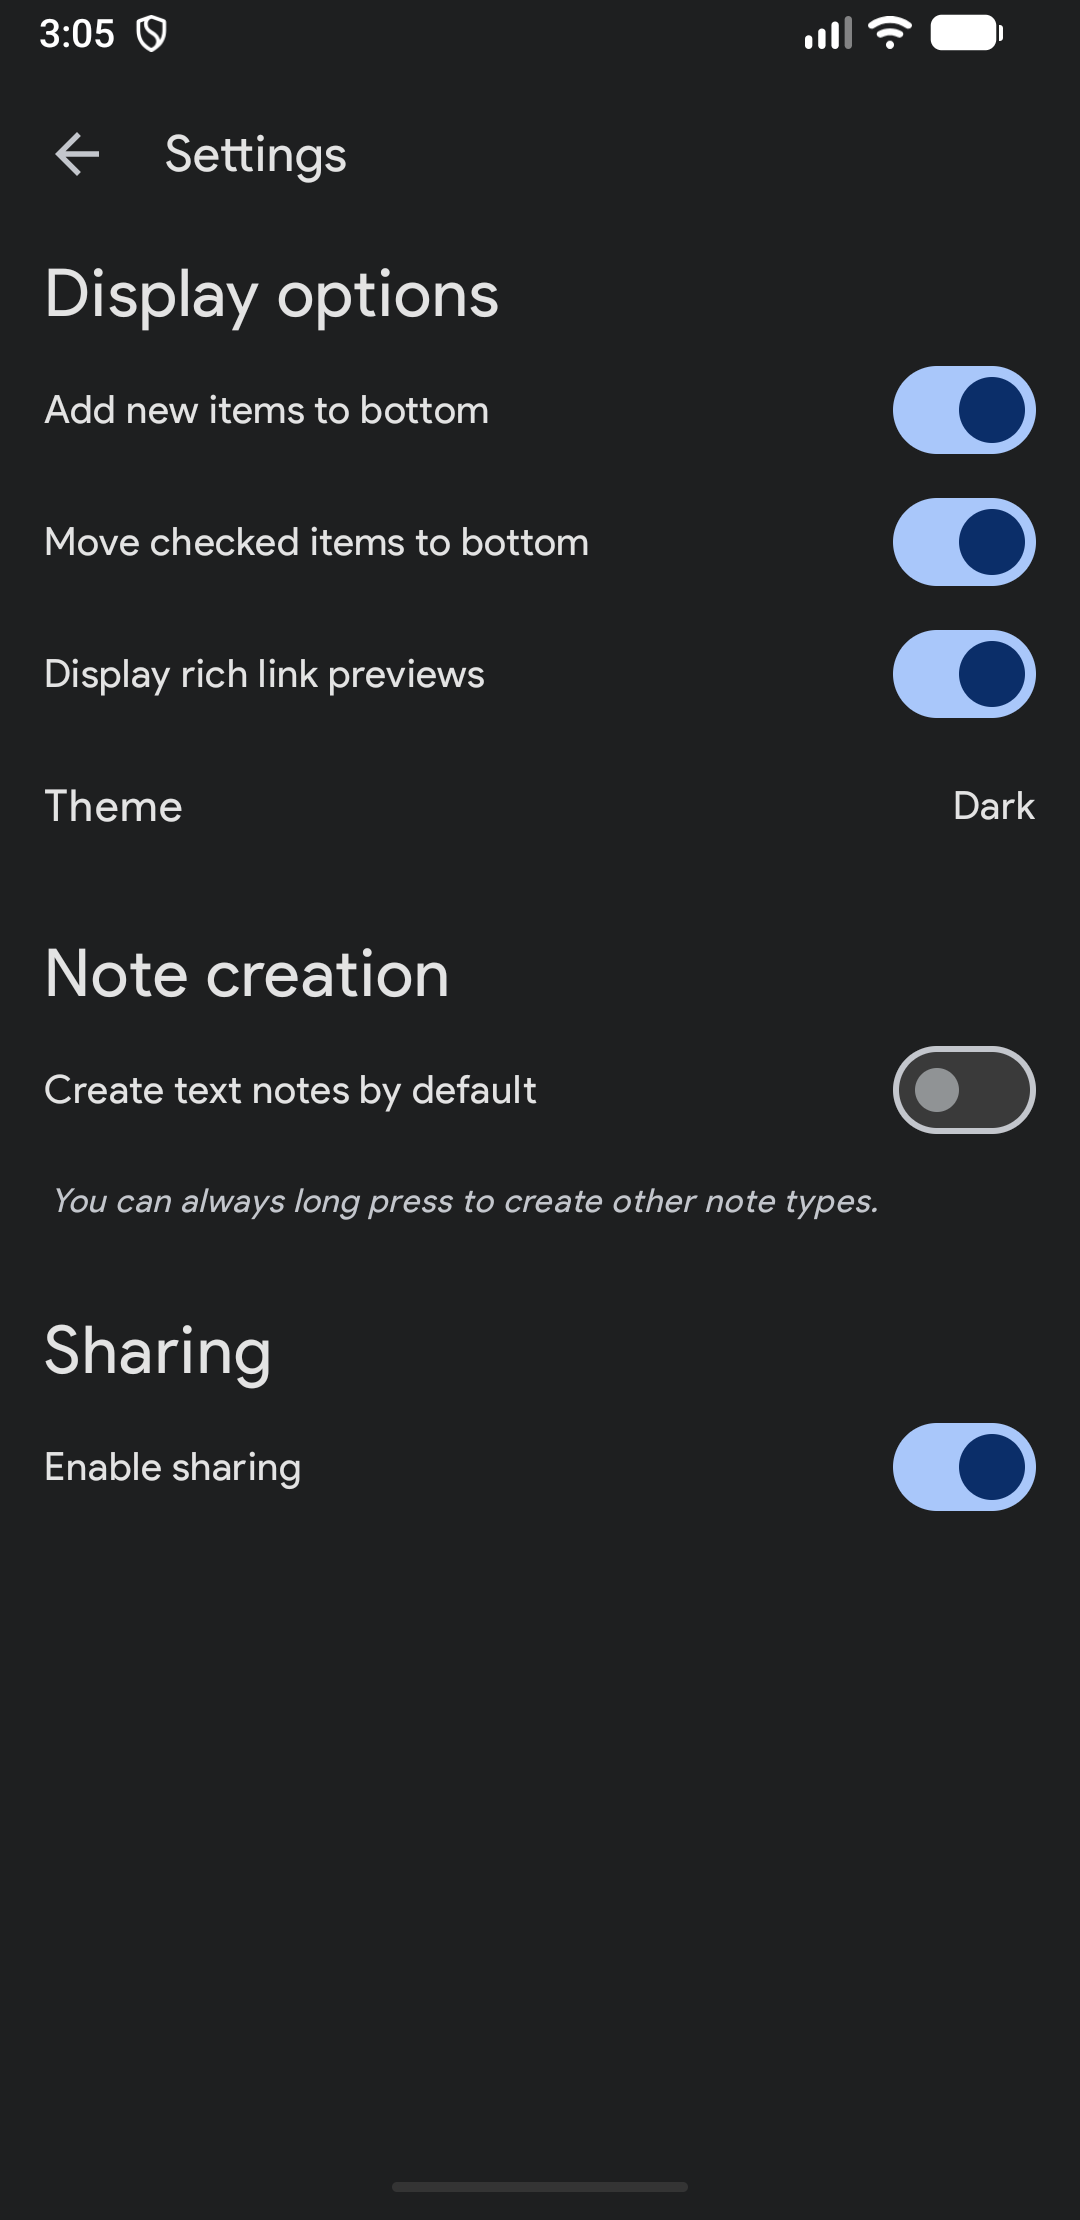 3:05
Settings
Display options
Add new items to bottom
Move checked items to bottom
Display rich link previews
Theme Dark
Note creation
Create text notes by default
You can always long press to create other note types.
Sharing
Enable sharing